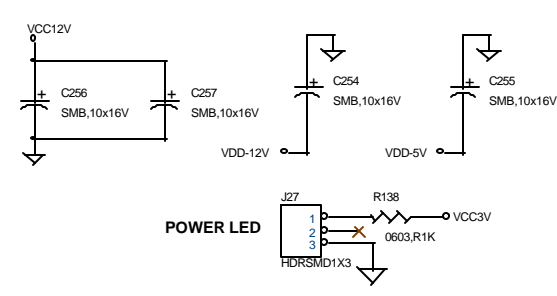 VCC12V
C256
SMB,10x16V
C257
SMB,10x16V
C254
SMB,10x16V
C255
SMB,10x16V
VDD-12V
VDD-5V
J27
R138
POWER LED
1
2
3
VCC3V
0603,R1K
HDRSMD1X3